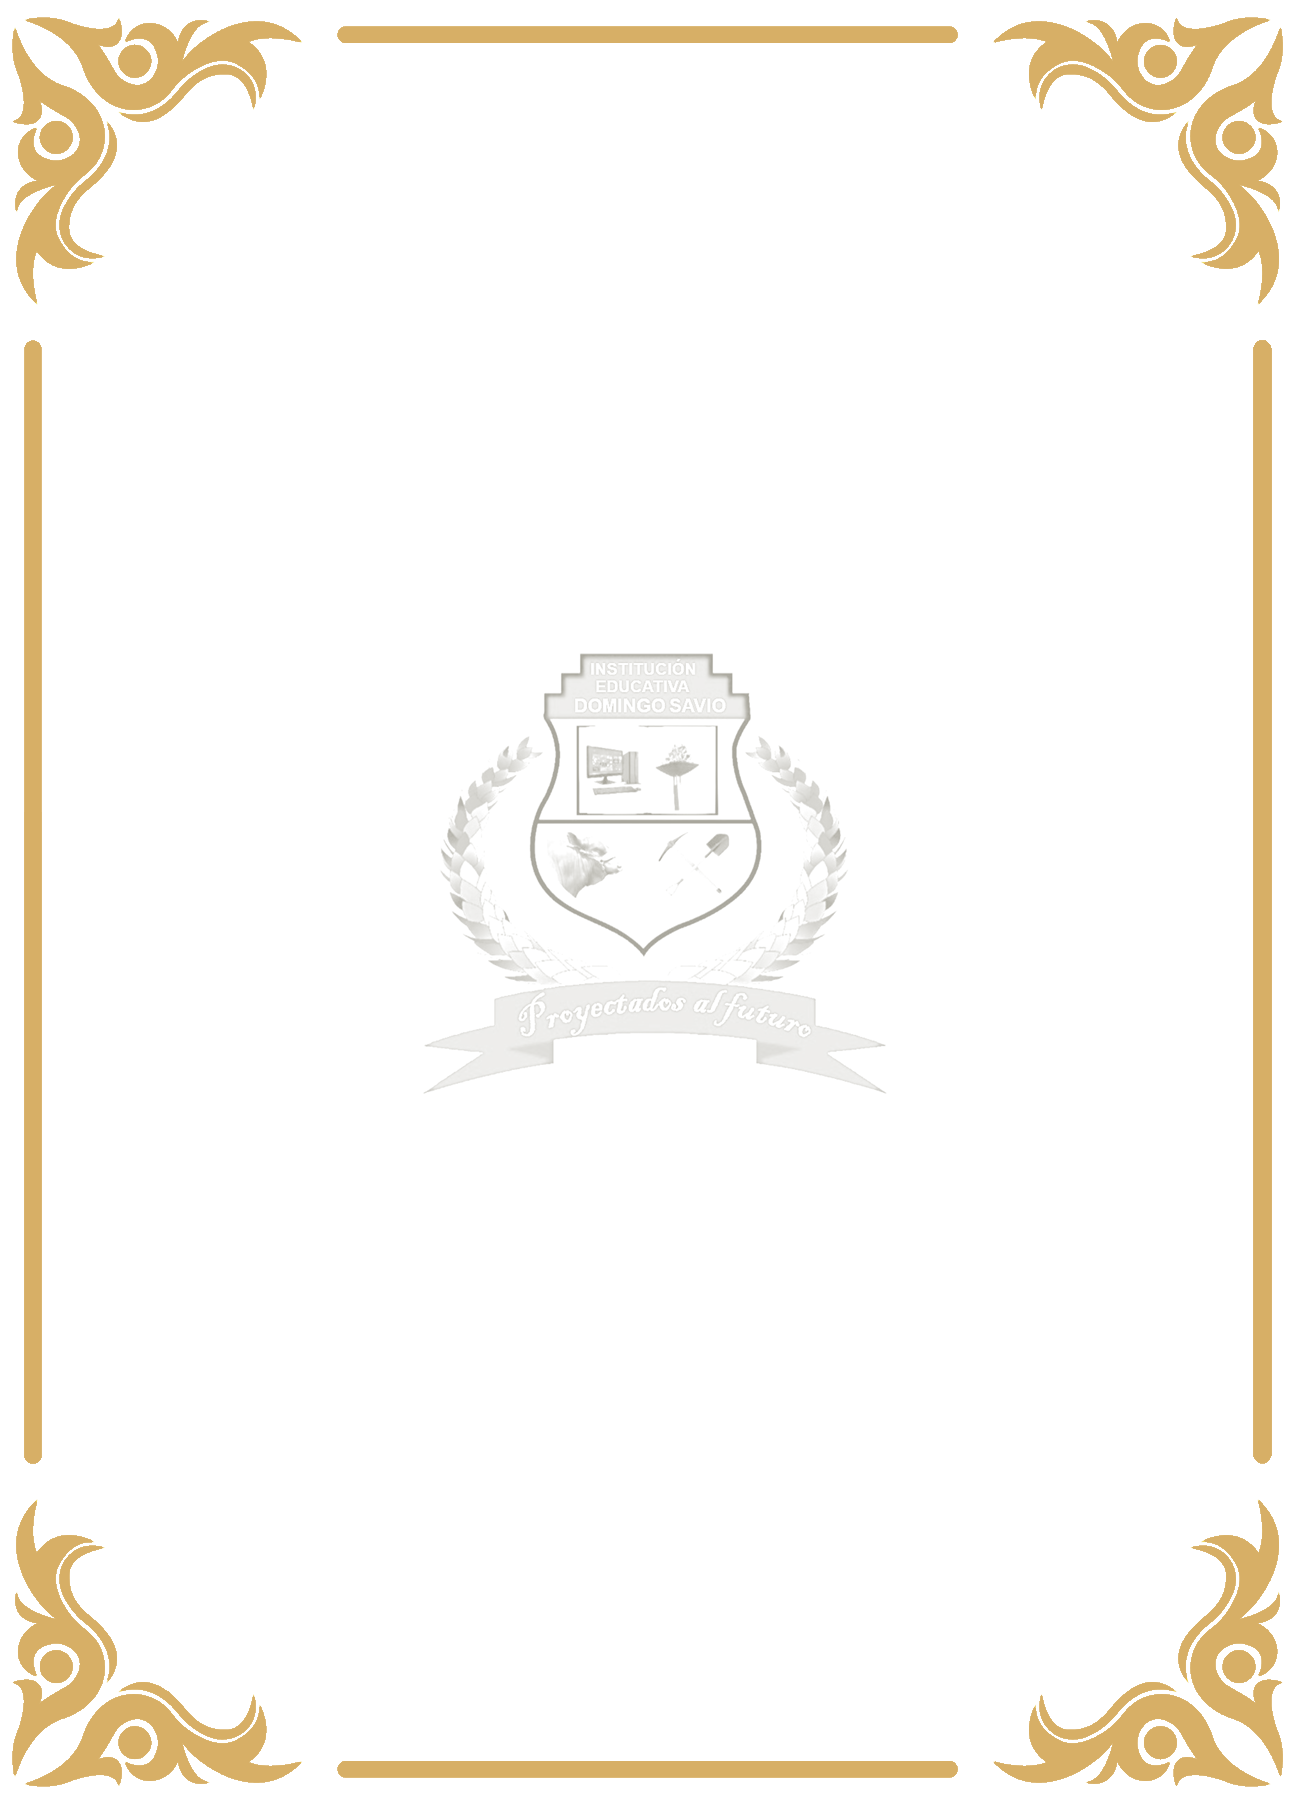 INSTITUCIÓN
EDUCATIVA
DOMINGO SAVIO
Proyectados al futuro